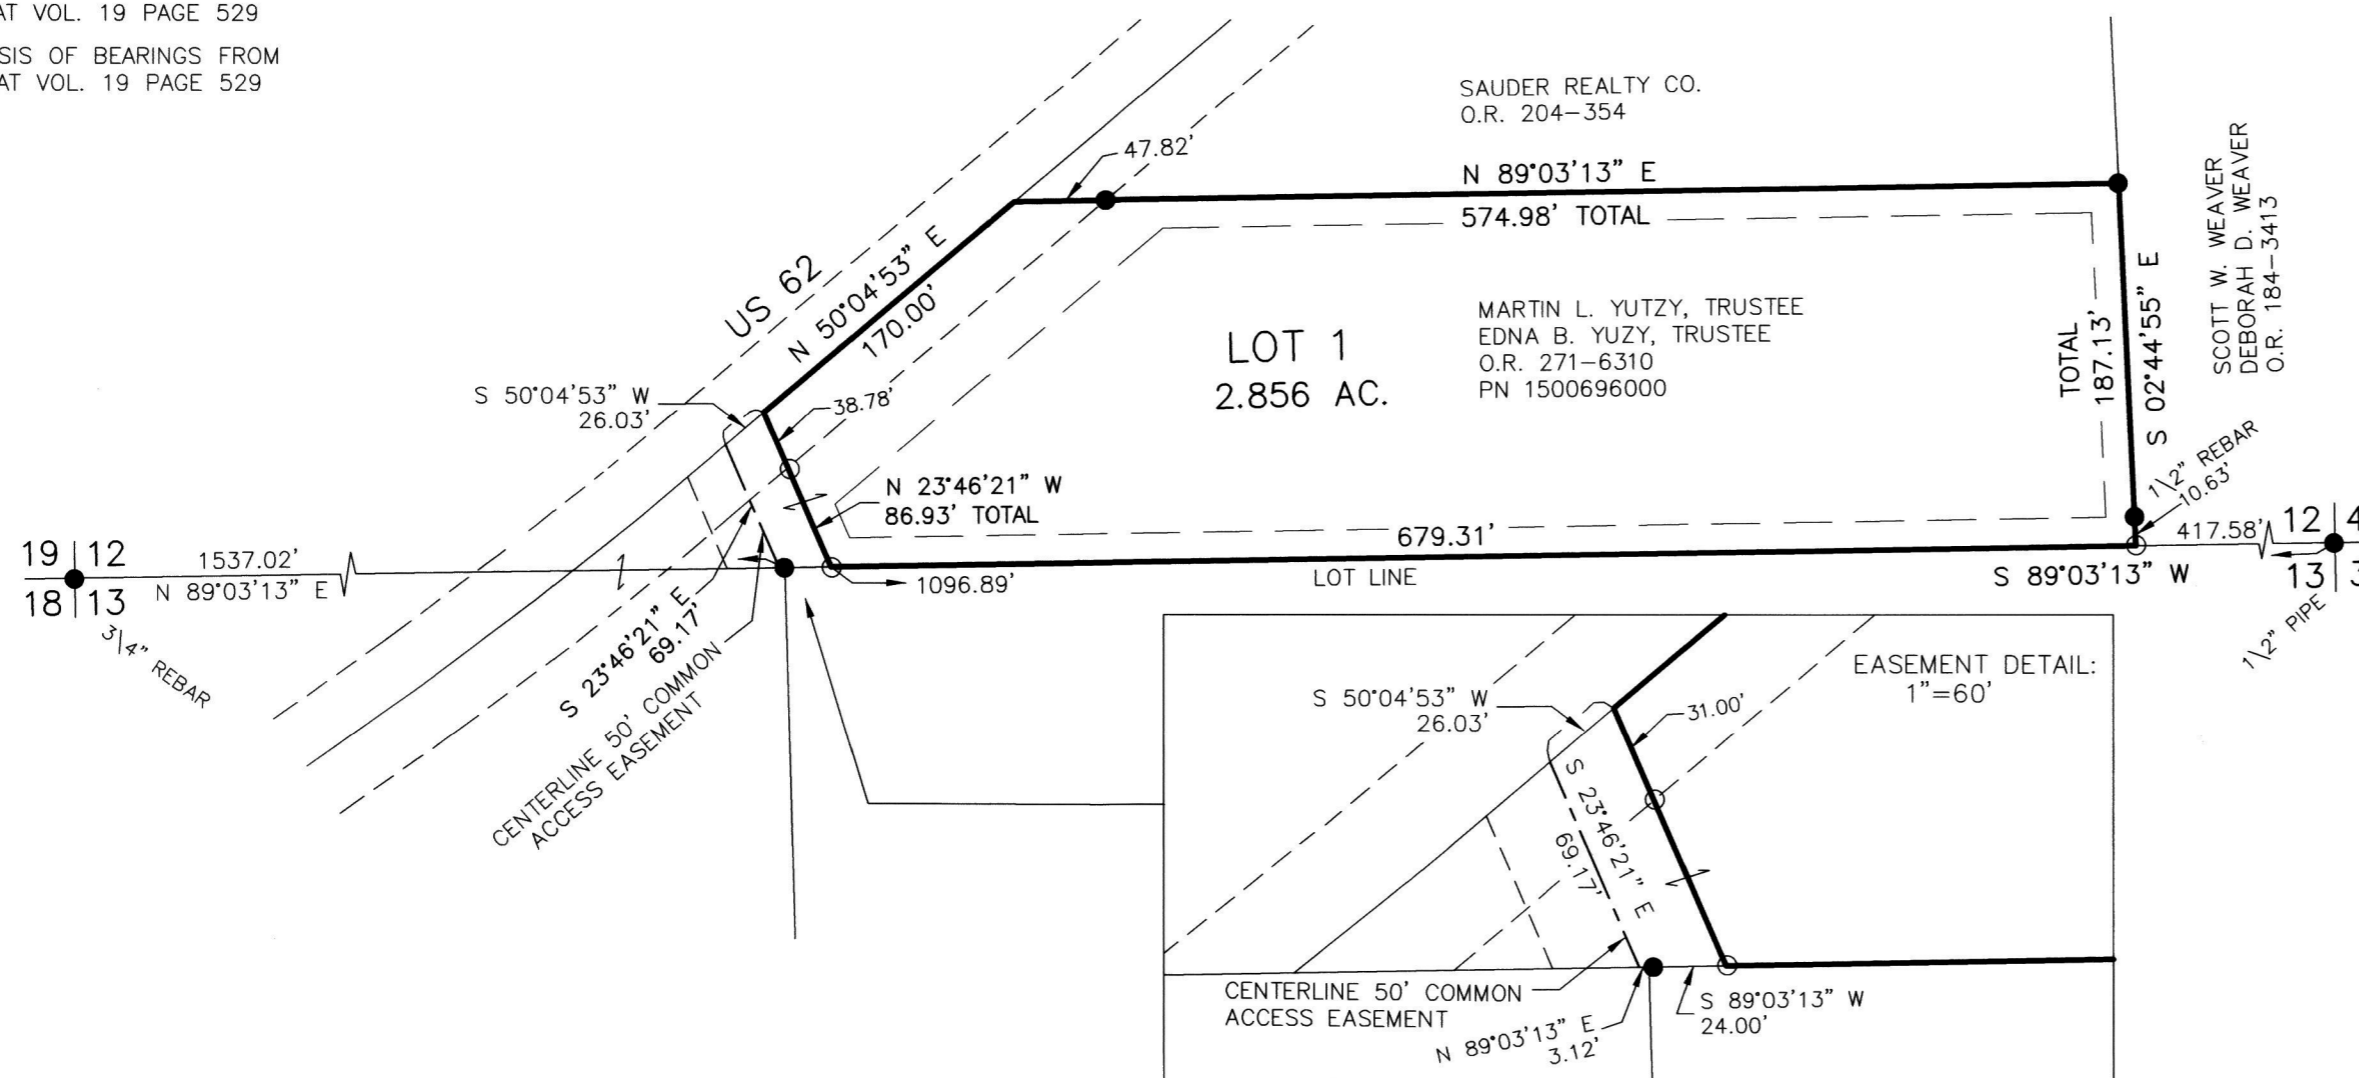 AT VOL. 19 PAGE 529
SIS OF BEARINGS FROM
AT VOL. 19 PAGE 529
SAUDER REALTY CO.
O.R. 204-354
47.82'
N 89°03'13" E
574.98' TOTAL
US 62
N 50°04'53" E
170.00'
S 50°04'53" W
26.03'
38.78'
N 23°46'21" W
86.93' TOTAL
LOT 1
2.856 AC.
MARTIN L. YUTZY, TRUSTEE
EDNA B. YUZY, TRUSTEE
O.R. 271-6310
PN 1500696000
TOTAL
187.13'
S 02°44'55" E
SCOTT W. WEAVER
DEBORAH D. WEAVER
O.R. 184-3413
1\2" REBAR
10.63'
19 12
18 13
1537.02'
N 89°03'13" E
3\4" REBAR
679.31'
LOT LINE
1096.89'
417.58'
S 89°03'13" W
12 4
13 3
1\2" PIPE
S 23°46'21" E
69.17'
CENTERLINE 50' COMMON
ACCESS EASEMENT
EASEMENT DETAIL:
1"=60'
S 50°04'53" W
26.03'
31.00'
S 23°46'21" E
69.17'
CENTERLINE 50' COMMON
ACCESS EASEMENT
N 89°03'13" E
3.12'
S 89°03'13" W
24.00'